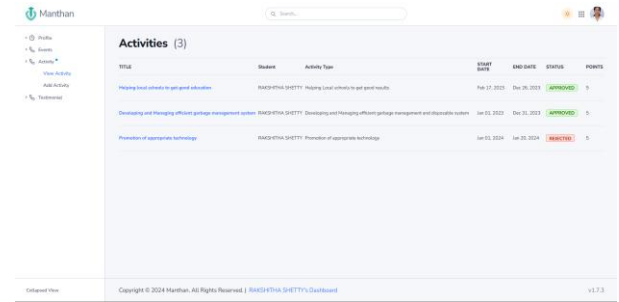 Manthan
Search...
Profile
Events
Activity
View Activity
Add Activity
Testimonial
Activities (3)
TITLE Student Activity Type START DATE END DATE STATUS POINTS
Helping Local schools to get good education RAKSHITHA SHETTY Helping Local schools to get good results Feb 17, 2023 Dec 26, 2023 APPROVED 5
Developing and Managing efficient garbage management system RAKSHITHA SHETTY Developing and Managing efficient garbage management and disposable system Jan 01, 2023 Dec 31, 2023 APPROVED 5
Promotion of appropriate technology RAKSHITHA SHETTY Promotion of appropriate technology Jan 01, 2024 Jan 20, 2024 REJECTED 5
Collapsed View
Copyright © 2024 Manthan. All Rights Reserved. | RAKSHITHA SHETTY's Dashboard
v1.7.3